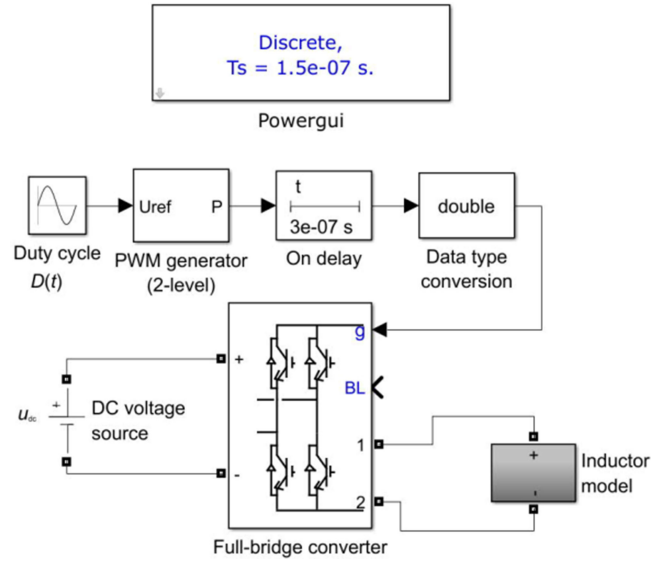 Discrete,
Ts = 1.5e-07 s.
Powergui
Uref P
t
3e-07 s
double
Duty cycle
D(t)
PWM generator
(2-level)
On delay
Data type
conversion
g
+
BL
+
u_dc
DC voltage
source
1
+
Inductor
model
-
-
2
Full-bridge converter